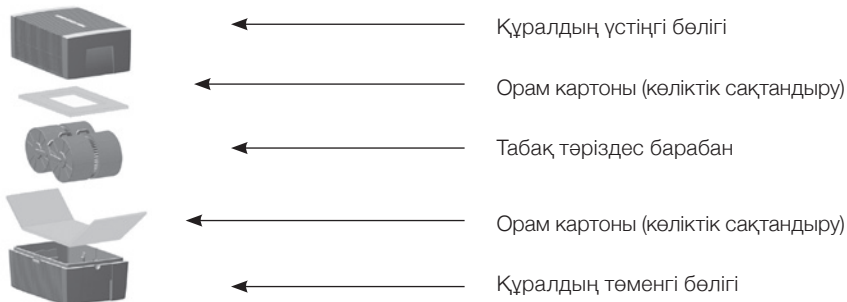 Құралдың үстіңгі бөлігі
Орам картоны (көліктік сақтандыру)
Табақ тәріздес барабан
Орам картоны (көліктік сақтандыру)
Құралдың төменгі бөлігі